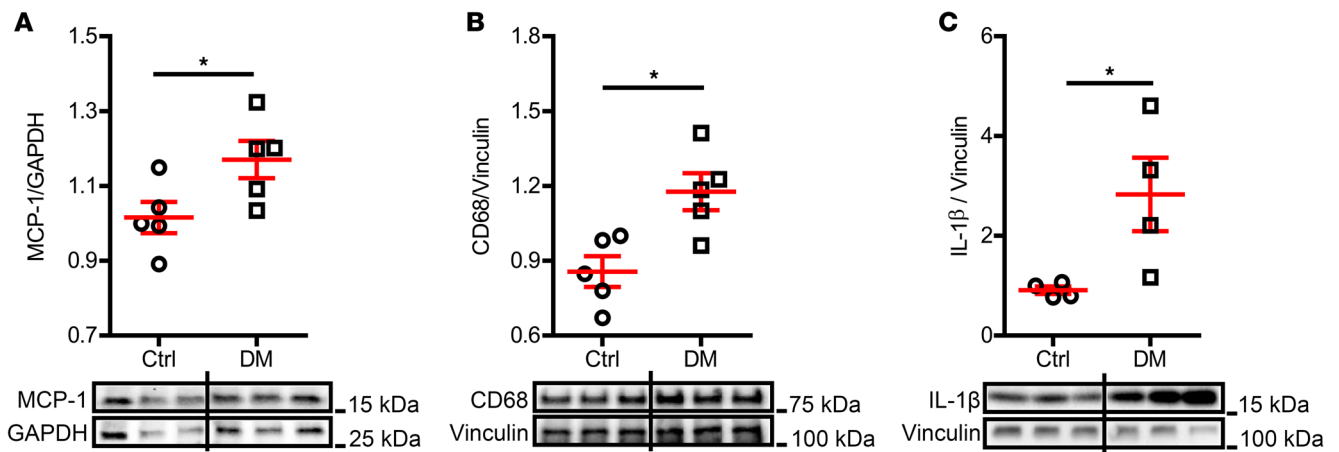 A
MCP-1/GAPDH
1.5
1.3
1.1
0.9
0.7
*
Ctrl
DM
MCP-1
15 kDa
GAPDH
25 kDa
B
CD68/Vinculin
1.8
1.5
1.2
0.9
0.6
*
Ctrl
DM
CD68
75 kDa
Vinculin
100 kDa
C
IL-1β / Vinculin
6
4
2
0
*
Ctrl
DM
IL-1β
15 kDa
Vinculin
100 kDa